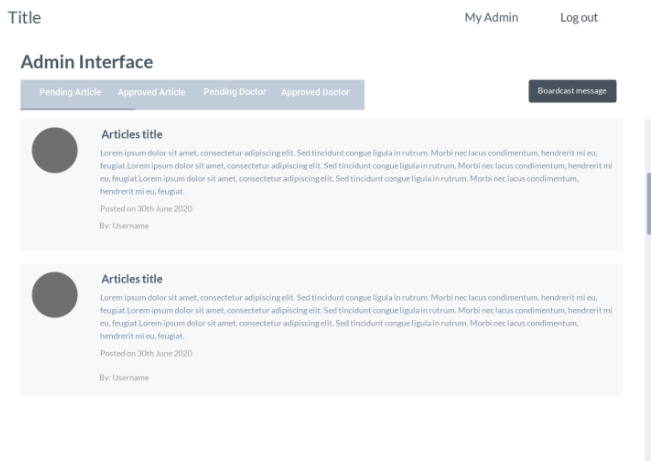 Title
My Admin
Log out
Admin Interface
Pending Article
Approved Article
Pending Doctor
Approved Doctor
Boardcast message
Articles title
Lorem ipsum dolor sit amet, consectetur adipiscing elit. Sed tincidunt congue ligula in rutrum. Morbi nec lacus condimentum, hendrerit mi eu,
feugiat.Lorem ipsum dolor sit amet, consectetur adipiscing elit. Sed tincidunt congue ligula in rutrum. Morbi nec lacus condimentum, hendrerit mi
eu, feugiat.Lorem ipsum dolor sit amet, consectetur adipiscing elit. Sed tincidunt congue ligula in rutrum. Morbi nec lacus condimentum,
hendrerit mi eu, feugiat.
Posted on 30th June 2020
By: Username
Articles title
Lorem ipsum dolor sit amet, consectetur adipiscing elit. Sed tincidunt congue ligula in rutrum. Morbi nec lacus condimentum, hendrerit mi eu,
feugiat.Lorem ipsum dolor sit amet, consectetur adipiscing elit. Sed tincidunt congue ligula in rutrum. Morbi nec lacus condimentum, hendrerit mi
eu, feugiat.Lorem ipsum dolor sit amet, consectetur adipiscing elit. Sed tincidunt congue ligula in rutrum. Morbi nec lacus condimentum,
hendrerit mi eu, feugiat.
Posted on 30th June 2020
By: Username